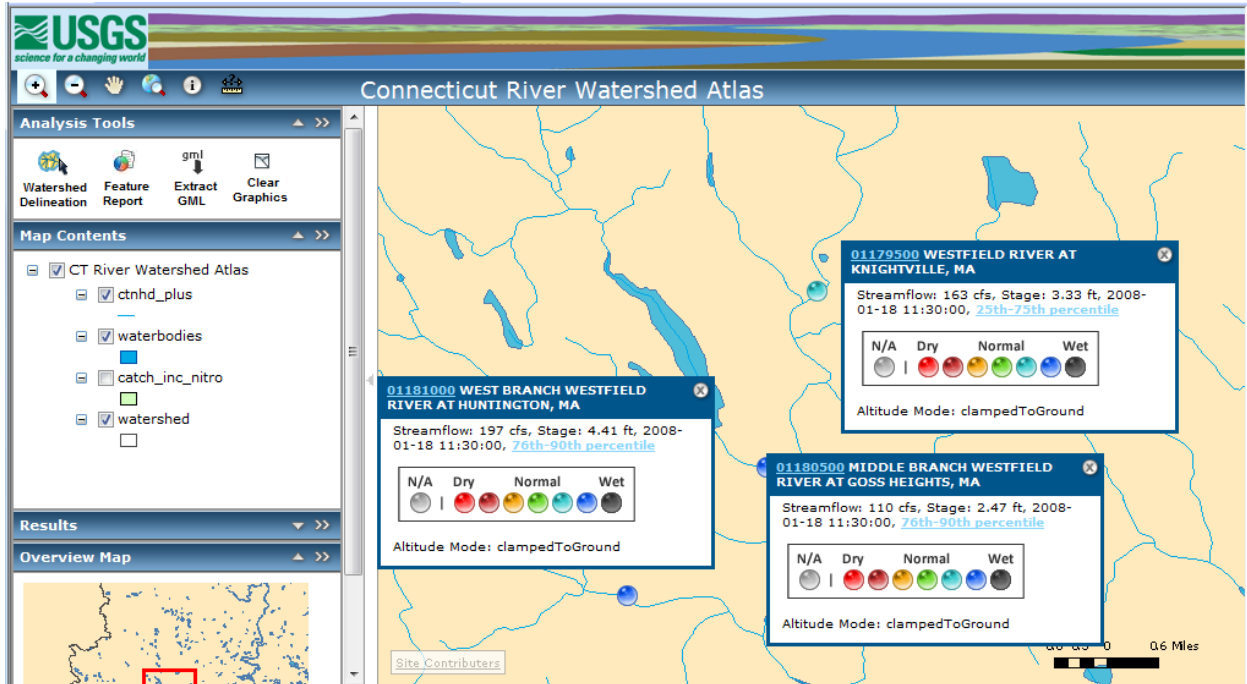 USGS
science for a changing world
Connecticut River Watershed Atlas
Analysis Tools
gml
Watershed Delineation
Feature Report
Extract GML
Clear Graphics
Map Contents
CT River Watershed Atlas
ctnhd_plus
waterbodies
catch_inc_nitro
watershed
Results
Overview Map
01179500 WESTFIELD RIVER AT
KNIGHTVILLE, MA
Streamflow: 163 cfs, Stage: 3.33 ft, 2008-
01-18 11:30:00, 25th-75th percentile
N/A Dry Normal Wet
Altitude Mode: clampedToGround
01181000 WEST BRANCH WESTFIELD
RIVER AT HUNTINGTON, MA
Streamflow: 197 cfs, Stage: 4.41 ft, 2008-
01-18 11:30:00, 76th-90th percentile
N/A Dry Normal Wet
Altitude Mode: clampedToGround
01180500 MIDDLE BRANCH WESTFIELD
RIVER AT GOSS HEIGHTS, MA
Streamflow: 110 cfs, Stage: 2.47 ft, 2008-
01-18 11:30:00, 76th-90th percentile
N/A Dry Normal Wet
Altitude Mode: clampedToGround
0 0.6 Miles
Site Contributors